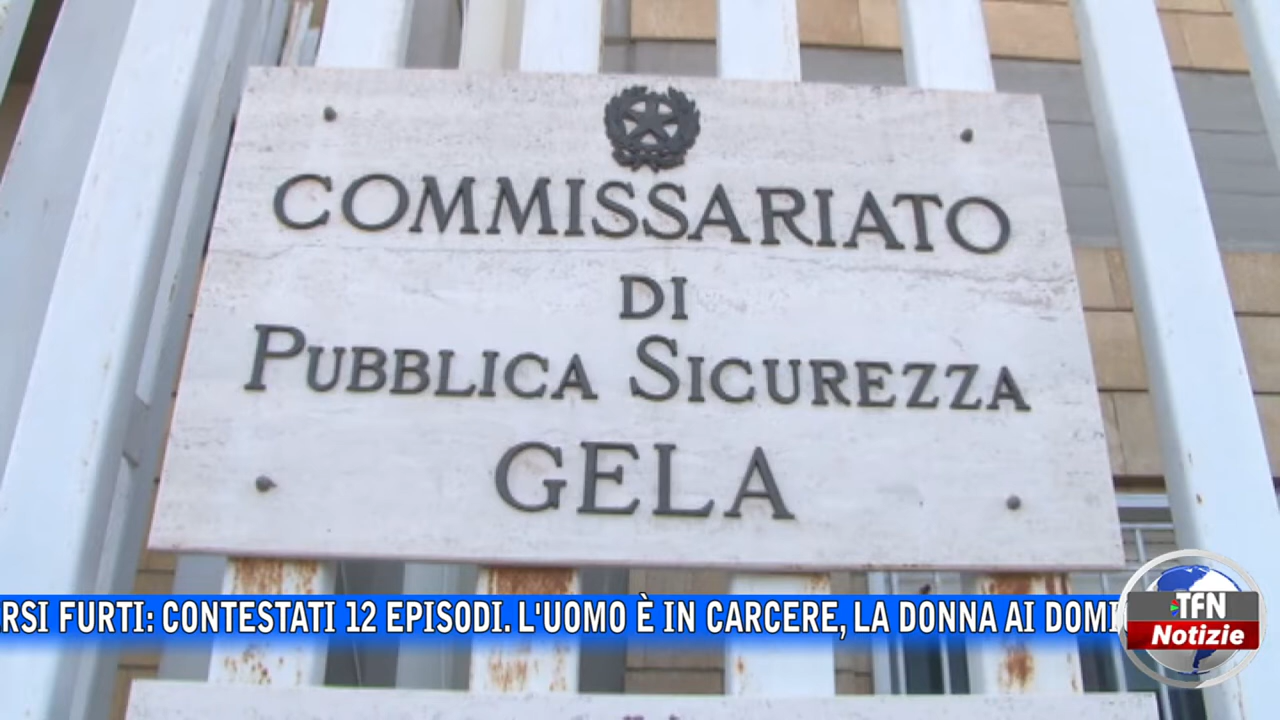 COMMISSARIATO
DI
PUBBLICA SICUREZZA
GELA
RSI FURTI: CONTESTATI 12 EPISODI. L'UOMO È IN CARCERE, LA DONNA AI DOMI
TFN
Notizie